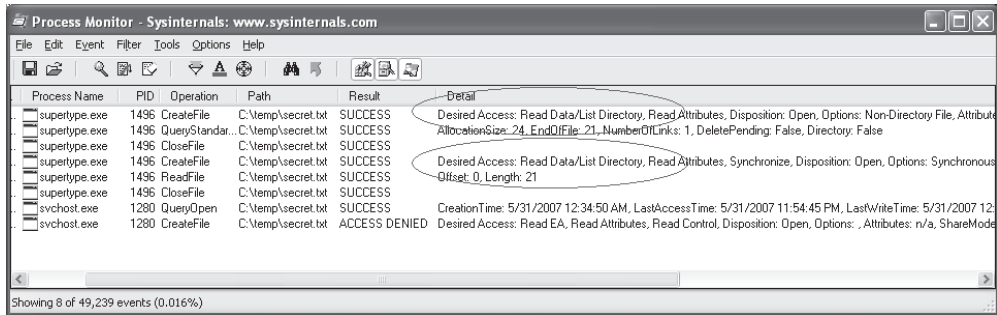 Process Monitor - Sysinternals: www.sysinternals.com
File Edit Event Filter Tools Options Help
Process Name PID Operation Path Result Detail
supertype.exe 1496 CreateFile C:\temp\secret.txt SUCCESS Desired Access: Read Data/List Directory, Read Attributes, Disposition: Open, Options: Non-Directory File, Attribute
supertype.exe 1496 QueryStandar... C:\temp\secret.txt SUCCESS AllocationSize: 24, EndOfFile: 21, NumberOfLinks: 1, DeletePending: False, Directory: False
supertype.exe 1496 CloseFile C:\temp\secret.txt SUCCESS
supertype.exe 1496 CreateFile C:\temp\secret.txt SUCCESS Desired Access: Read Data/List Directory, Read Attributes, Synchronize, Disposition: Open, Options: Synchronous
supertype.exe 1496 ReadFile C:\temp\secret.txt SUCCESS Offset: 0, Length: 21
supertype.exe 1496 CloseFile C:\temp\secret.txt SUCCESS
svchost.exe 1280 QueryOpen C:\temp\secret.txt SUCCESS CreationTime: 5/31/2007 12:34:50 AM, LastAccessTime: 5/31/2007 11:54:45 PM, LastWriteTime: 5/31/2007 12:
svchost.exe 1280 CreateFile C:\temp\secret.txt ACCESS DENIED Desired Access: Read EA, Read Attributes, Read Control, Disposition: Open, Options: , Attributes: n/a, ShareMode
Showing 8 of 49,239 events (0.016%)